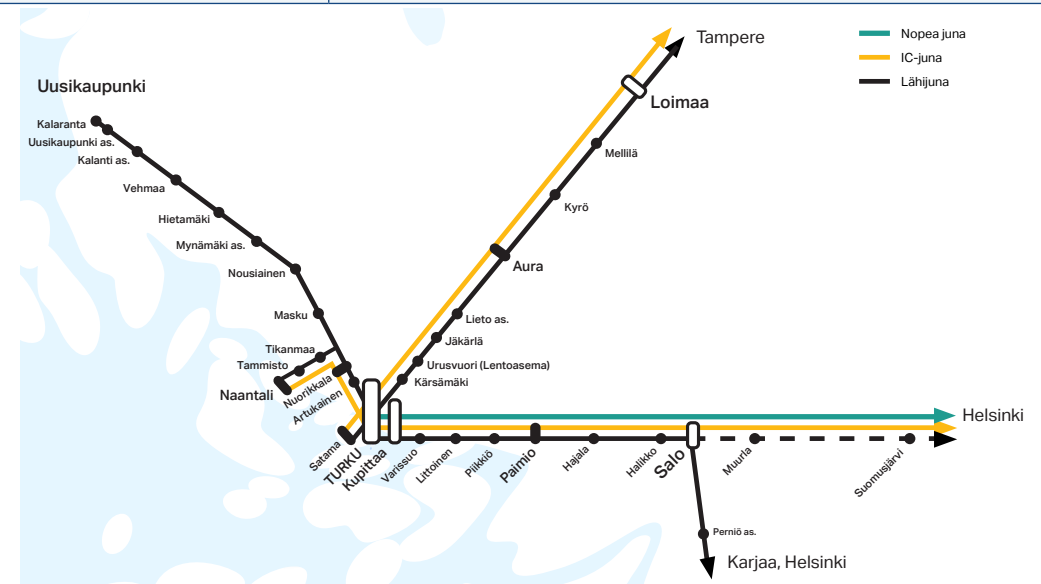 Tampere
Nopea juna
IC-juna
Lähijuna
Uusikaupunki
Loimaa
Kalaranta
Uusikaupunki as.
Kalanti as.
Mellilä
Vehmaa
Kyrö
Hietamäki
Mynämäki as.
Aura
Nousiainen
Masku
Lieto as.
Jäkärlä
Tikanmaa
Tammisto
Urusvuori (Lentoasema)
Kärsämäki
Naantali
Nuorikkala
Artukainen
Helsinki
Satama
TURKU
Kupittaa
Varissuo
Littoinen
Piikkiö
Paimio
Hajala
Halikko
Salo
Muurla
Suomusjärvi
Perniö as.
Karjaa, Helsinki